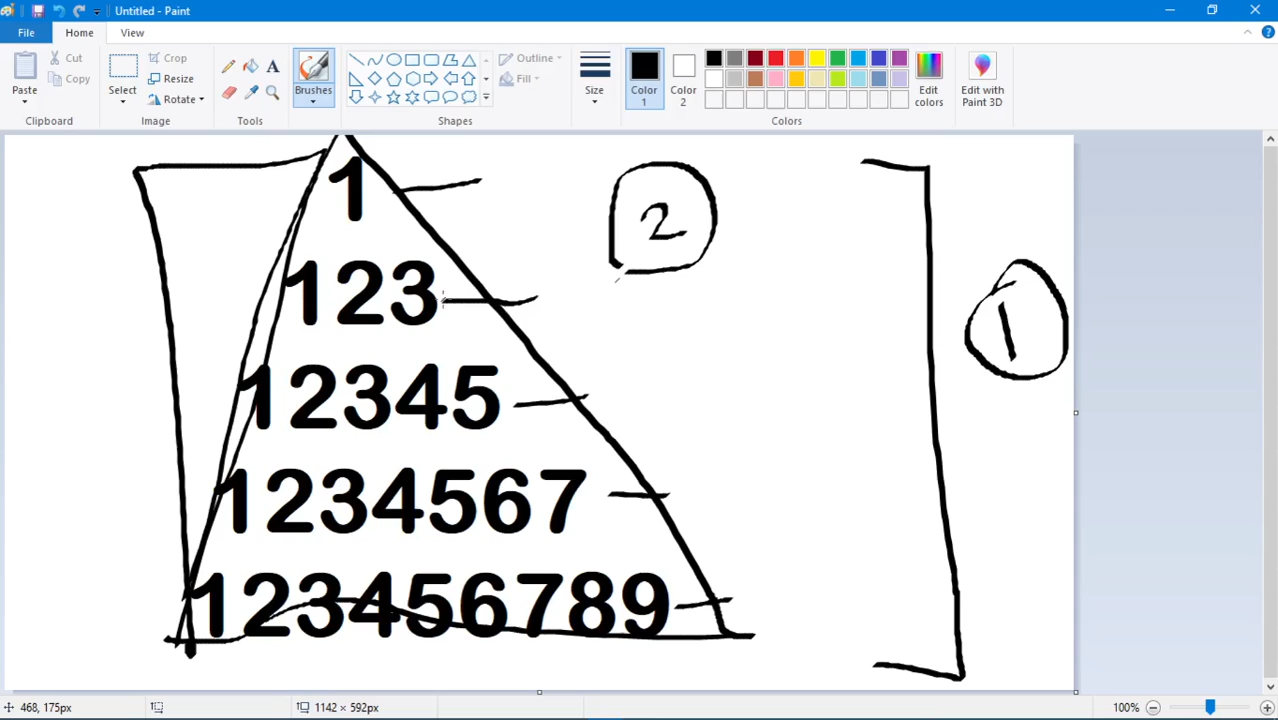 Untitled - Paint
File
Home
View
Paste
Cut
Copy
Clipboard
Select
Crop
Resize
Rotate
Image
A
Tools
Brushes
Shapes
Outline
Fill
Size
Color 1
Color 2
Colors
Edit colors
Edit with Paint 3D
1
123
12345
1234567
123456789
2
1
468, 175px
1142 × 592px
100%